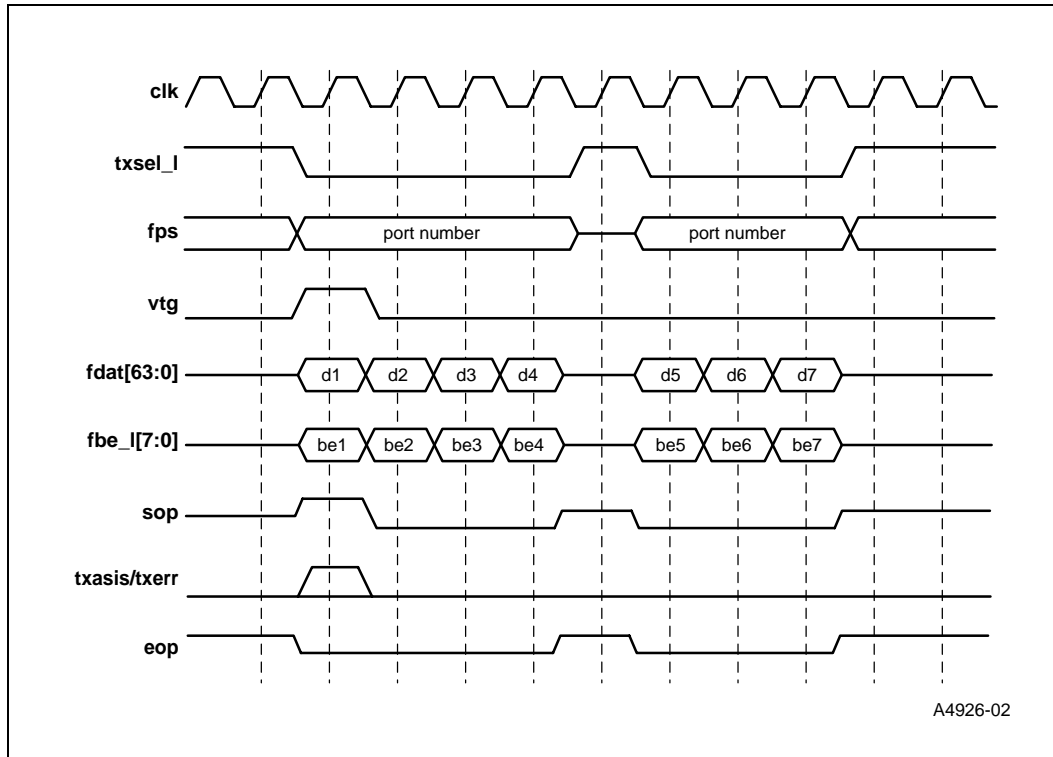 clk
txsel_l
fps port number port number
vtg
fdat[63:0] d1 d2 d3 d4 d5 d6 d7
fbe_l[7:0] be1 be2 be3 be4 be5 be6 be7
sop
txasis/txerr
eop
A4926-02